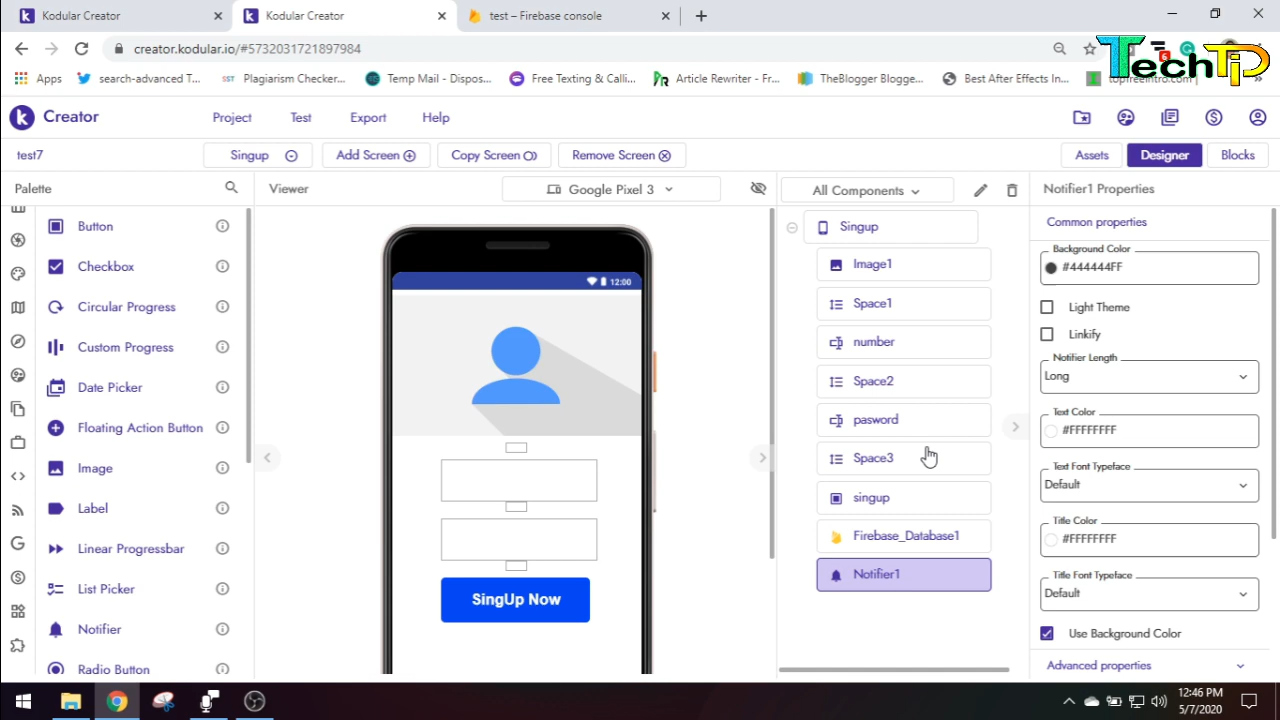 Kodular Creator
Kodular Creator
test – Firebase console
creator.kodular.io/#5732031721897984
Tech Tip
Apps
search-advanced T...
SST Plagiarism Checker...
Temp Mail - Dispos...
Free Texting & Calli...
Article Rewriter - Fr...
TheBlogger Blogge...
Best After Effects In...
topfreeintro.com
Creator
Project
Test
Export
Help
test7
Singup
Add Screen
Copy Screen
Remove Screen
Assets
Designer
Blocks
Palette
Viewer
Google Pixel 3
All Components
Notifier1 Properties
Button
Checkbox
Circular Progress
Custom Progress
Date Picker
Floating Action Button
Image
Label
Linear Progressbar
List Picker
Notifier
Radio Button
12:00
SingUp Now
Singup
Image1
Space1
number
Space2
pasword
Space3
singup
Firebase_Database1
Notifier1
Common properties
Background Color
#444444FF
Light Theme
Linkify
Notifier Length
Long
Text Color
#FFFFFFFF
Text Font Typeface
Default
Title Color
#FFFFFFFF
Title Font Typeface
Default
Use Background Color
Advanced properties
12:46 PM
5/7/2020